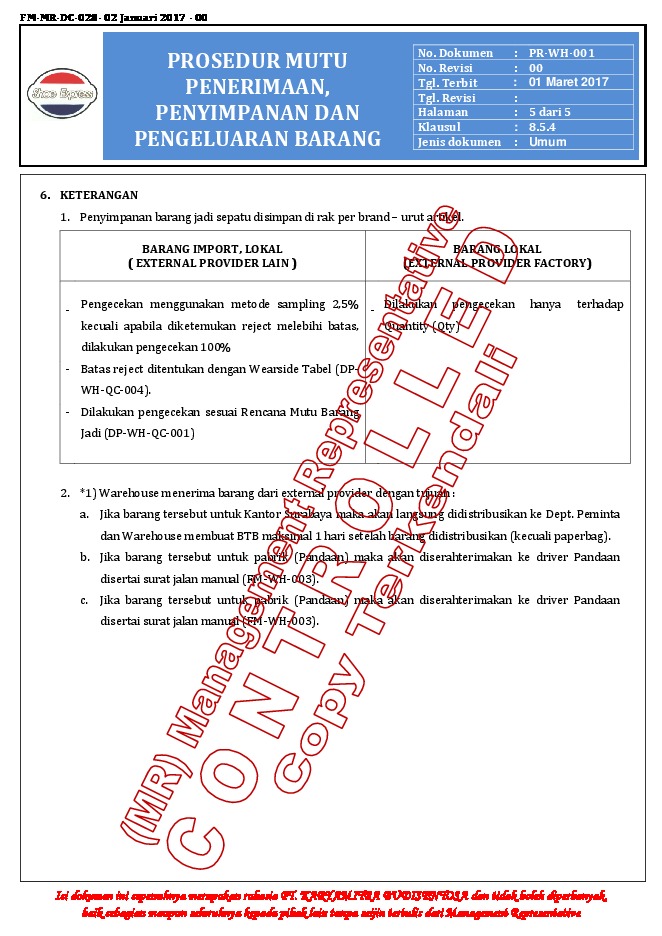 FM-MR-DC-028- 02 Januari 2017 - 00
Shoes Express
PROSEDUR MUTU
PENERIMAAN,
PENYIMPANAN DAN
PENGELUARAN BARANG
No. Dokumen : PR-WH-001
No. Revisi : 00
Tgl. Terbit : 01 Maret 2017
Tgl. Revisi :
Halaman : 5 dari 5
Klausul : 8.5.4
Jenis dokumen : Umum
6. KETERANGAN
1. Penyimpanan barang jadi sepatu disimpan di rak per brand – urut artikel.
BARANG IMPORT, LOKAL
( EXTERNAL PROVIDER LAIN )
- Pengecekan menggunakan metode sampling 2,5%
kecuali apabila diketemukan reject melebihi batas,
dilakukan pengecekan 100%
- Batas reject ditentukan dengan Wearside Tabel (DP-
WH-QC-004).
- Dilakukan pengecekan sesuai Rencana Mutu Barang
Jadi (DP-WH-QC-001)
BARANG LOKAL
(EXTERNAL PROVIDER FACTORY)
- Dilakukan pengecekan hanya terhadap
Quantity (Qty)
2. *1) Warehouse menerima barang dari external provider dengan tujuan :
a. Jika barang tersebut untuk Kantor Surabaya maka akan langsung didistribusikan ke Dept. Peminta
dan Warehouse membuat BTB maksimal 1 hari setelah barang didistribusikan (kecuali paperbag).
b. Jika barang tersebut untuk pabrik (Pandaan) maka akan diserahterimakan ke driver Pandaan
disertai surat jalan manual (FM-WH-003).
c. Jika barang tersebut untuk pabrik (Pandaan) maka akan diserahterimakan ke driver Pandaan
disertai surat jalan manual (FM-WH-003).
(MR) Management Representative
CONTROLLED
Copy Terkendali
Isi dokumen ini sepenuhnya merupakan rahasia PT. KARYAMITRA BUDISENTOSA dan tidak boleh diperbanyak,
baik sebagian maupun seluruhnya kepada pihak lain tanpa seijin tertulis dari Management Representative